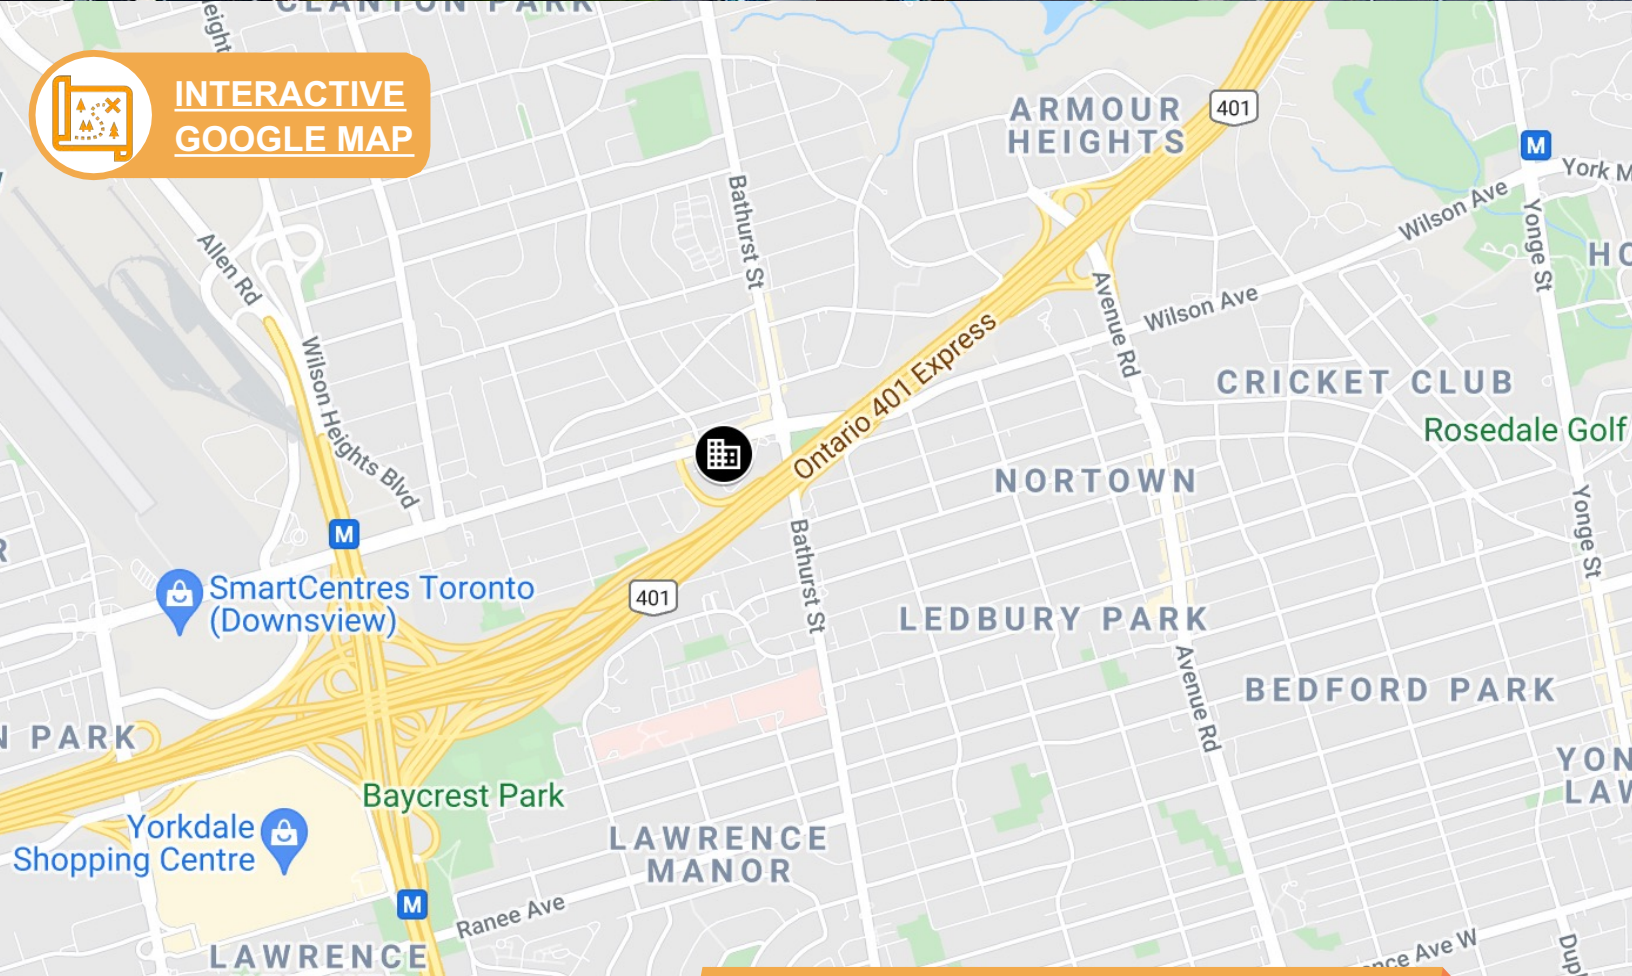 CLANTON PARK
INTERACTIVE
GOOGLE MAP
ARMOUR
HEIGHTS
401
M
York M
Wilson Ave
Yonge St
Bathurst St
Allen Rd
Avenue Rd
Wilson Ave
Wilson Heights Blvd
Ontario 401 Express
CRICKET CLUB
Rosedale Golf
NORTOWN
Yonge St
M
Bathurst St
SmartCentres Toronto
(Downsview)
401
LEDBURY PARK
Avenue Rd
BEDFORD PARK
PARK
Baycrest Park
Yorkdale
Shopping Centre
LAWRENCE
MANOR
M
Ranee Ave
LAWRENCE